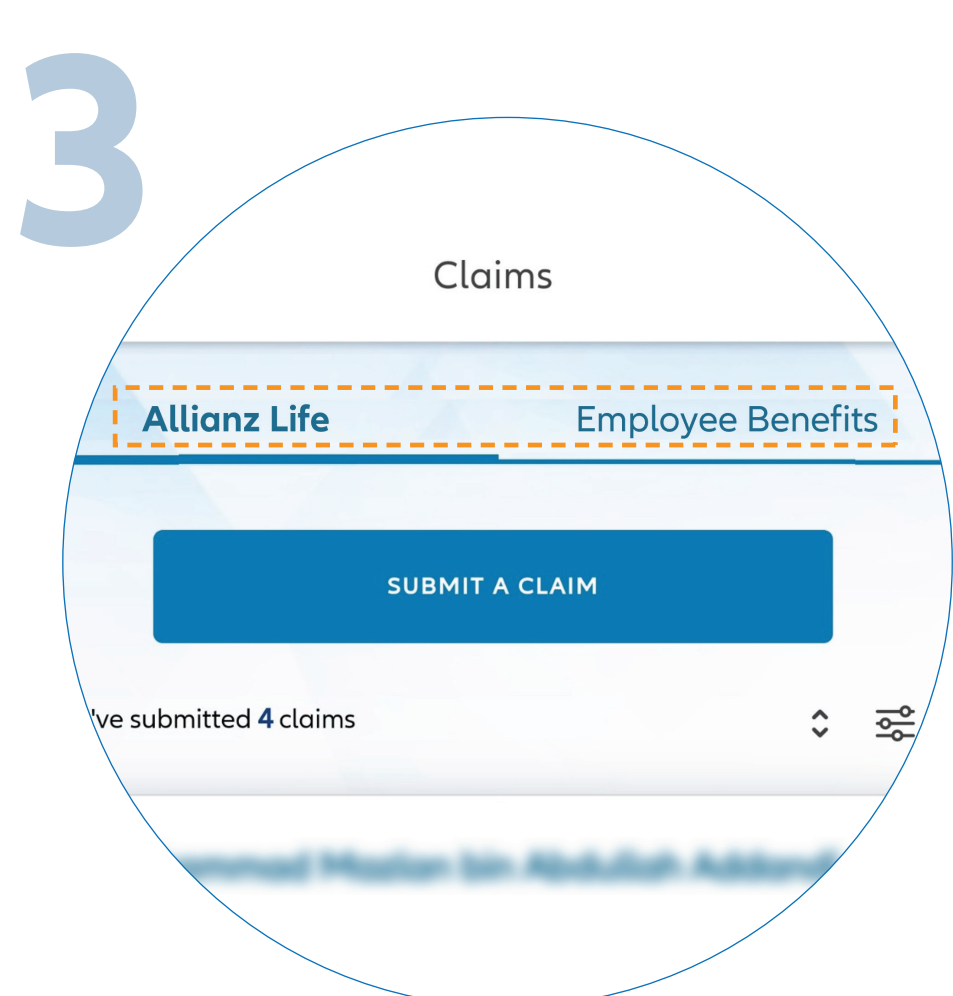 3
Claims
Allianz Life
Employee Benefits
SUBMIT A CLAIM
've submitted 4 claims